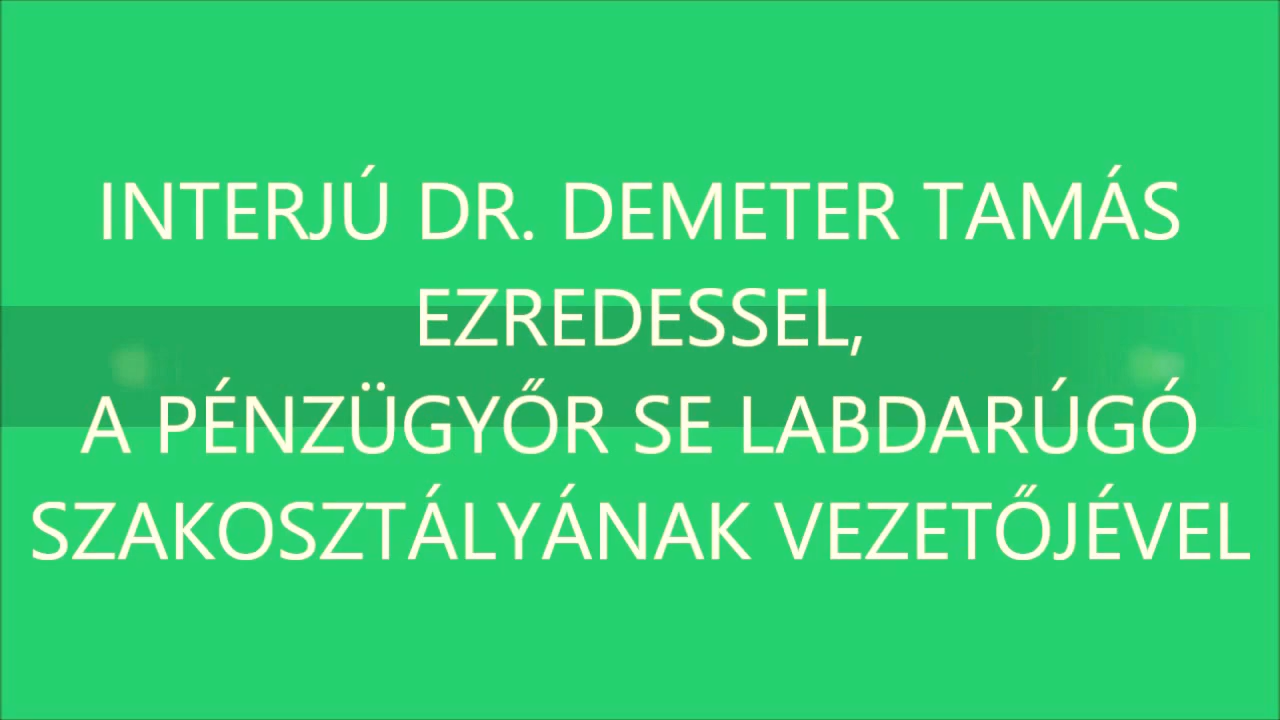 INTERJÚ DR. DEMETER TAMÁS
EZREDESSEL,
A PÉNZÜGYŐR SE LABDARÚGÓ
SZAKOSZTÁLYÁNAK VEZETŐJÉVEL